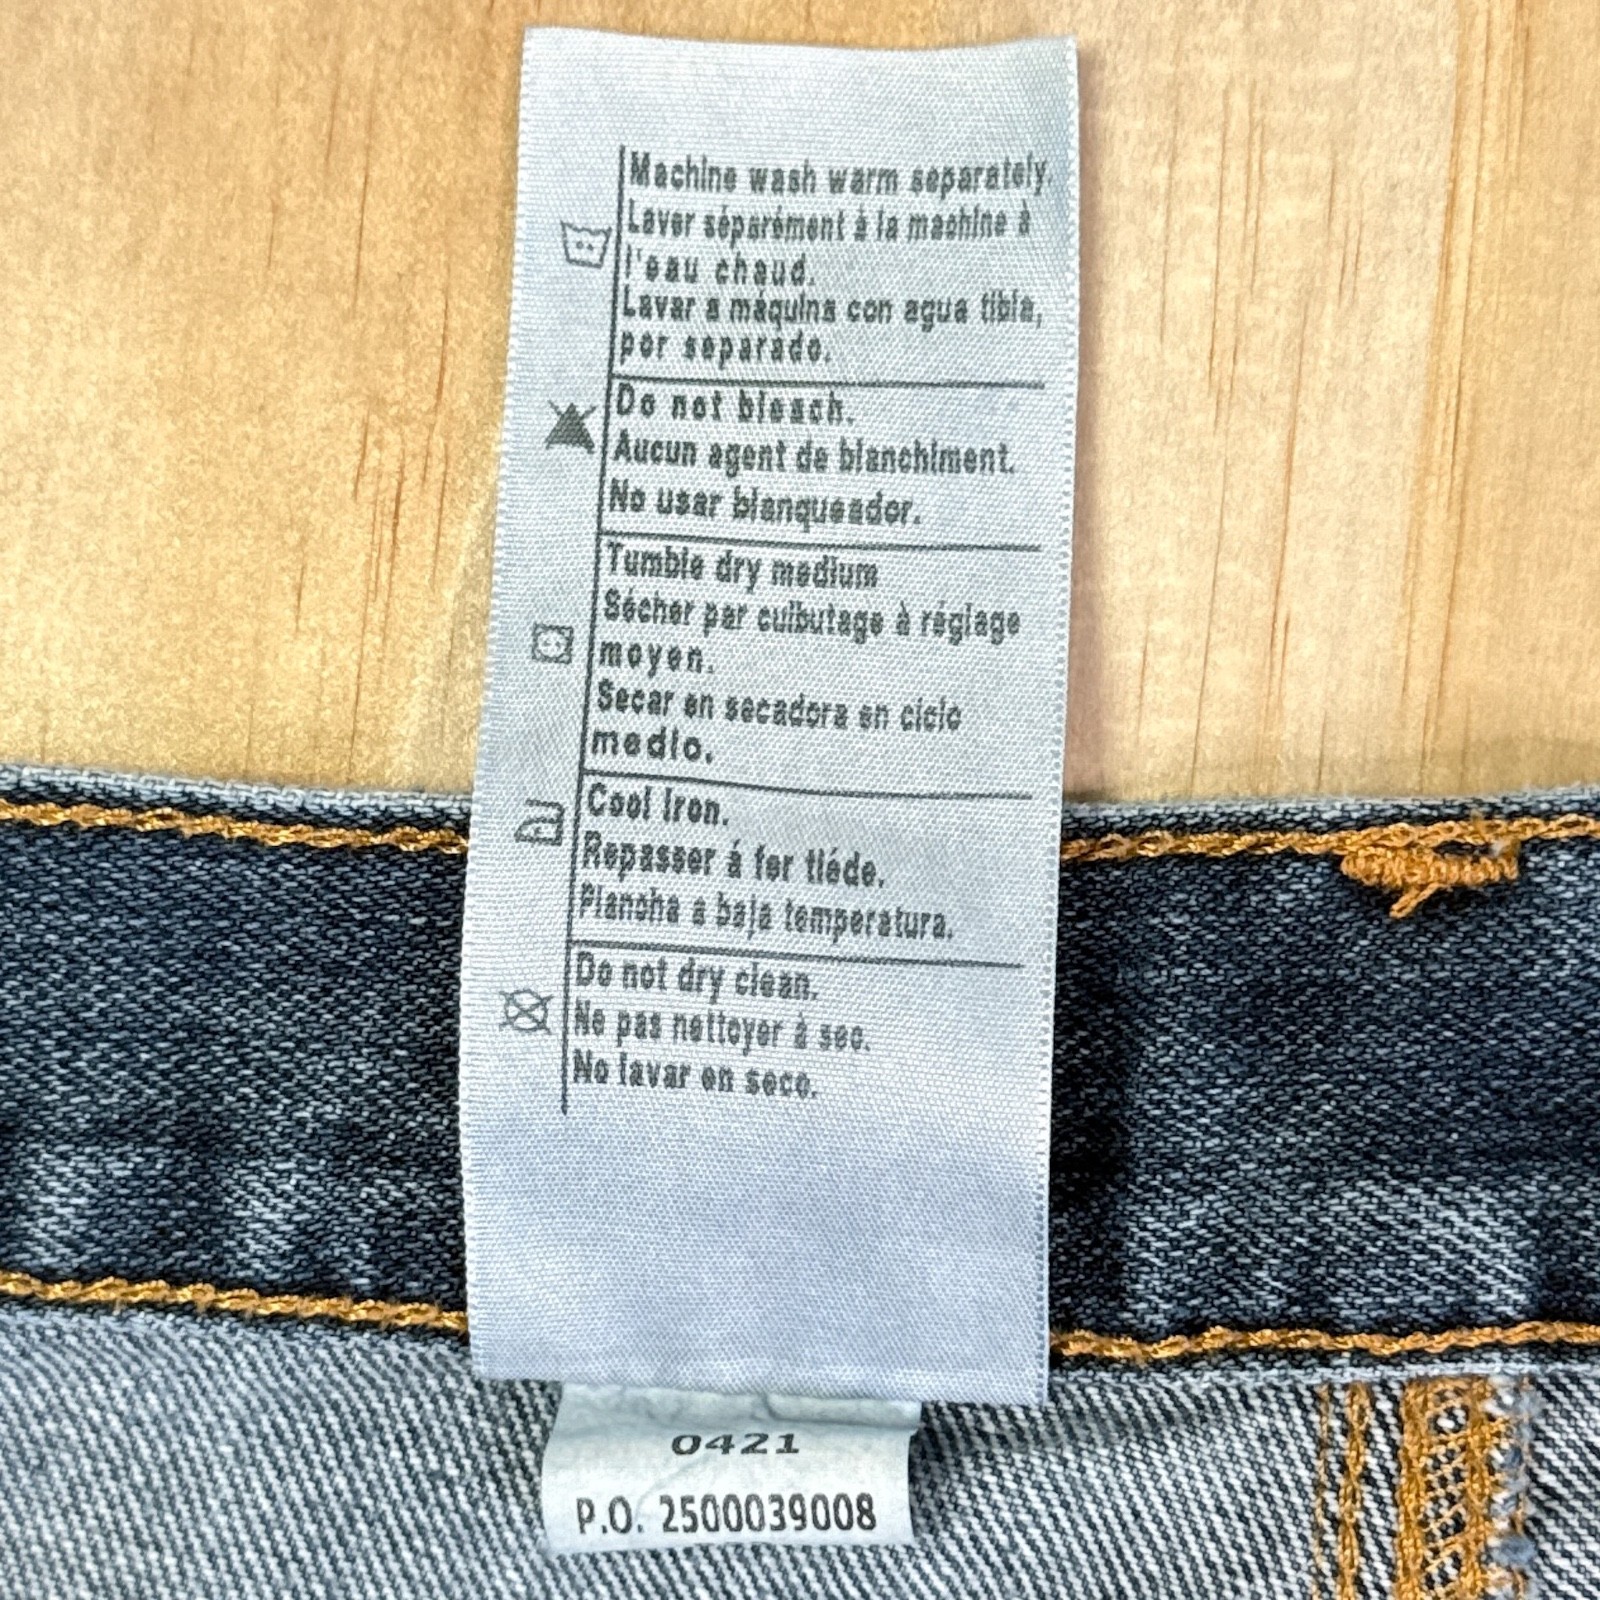 Machine wash warm separately.
Laver séparément à la machine à
l'eau chaud.
Lavar a máquina con agua tibia,
por separado.
Do not bleach.
Aucun agent de blanchiment.
No usar blanqueador.
Tumble dry medium
Sécher par culbutage à réglage
moyen.
Secar en secadora en ciclo
medio.
Cool Iron.
Repasser á fer tiéde.
Plancha a baja temperatura.
Do not dry clean.
Ne pas nettoyer à sec.
No lavar en seco.
0421
P.O. 2500039008